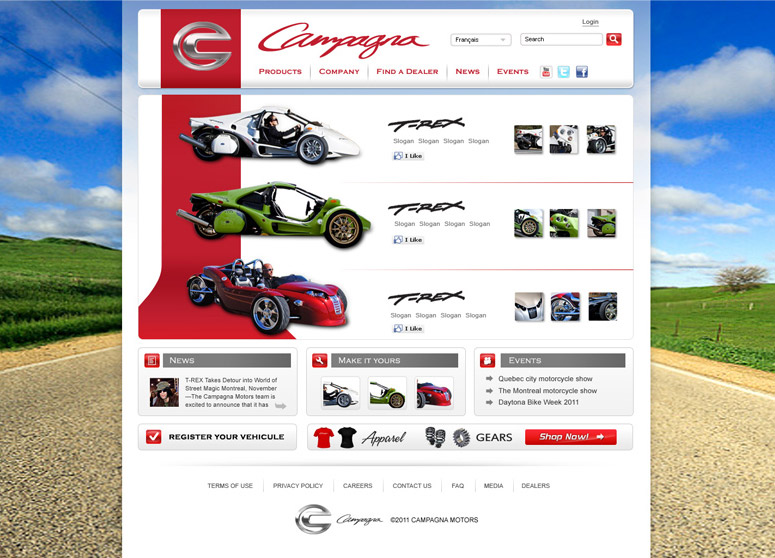 Login
Campagna
Français
Search
PRODUCTS
COMPANY
FIND A DEALER
NEWS
EVENTS
You
Tube
T-REX
Slogan Slogan Slogan Slogan
I Like
T-REX
Slogan Slogan Slogan Slogan
I Like
T-REX
Slogan Slogan Slogan Slogan
I Like
NEWS
T-REX Takes Detour into World of
Street Magic Montreal, November
—The Campagna Motors team is
excited to announce that it has
MAKE IT YOURS
EVENTS
Quebec city motorcycle show
The Montreal motorcycle show
Daytona Bike Week 2011
REGISTER YOUR VEHICULE
Apparel
GEARS
Shop Now!
TERMS OF USE
PRIVACY POLICY
CAREERS
CONTACT US
FAQ
MEDIA
DEALERS
Campagna
©2011 CAMPAGNA MOTORS